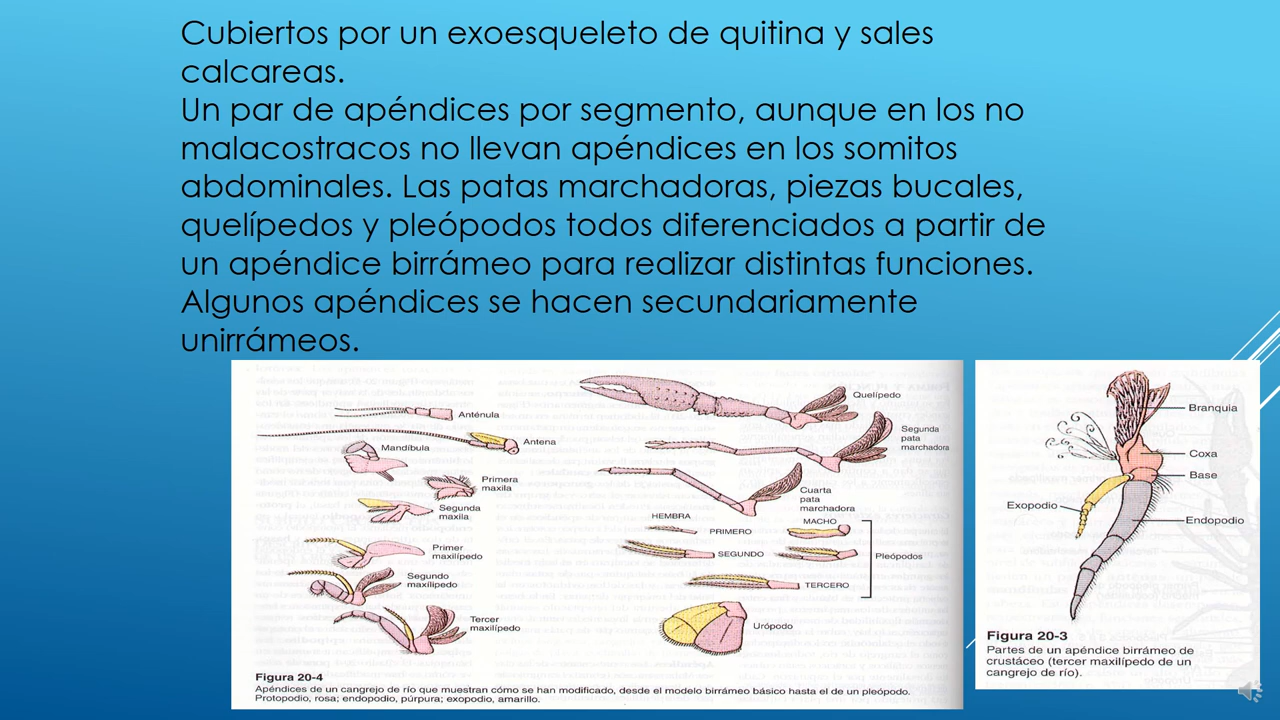 Cubiertos por un exoesqueleto de quitina y sales
calcareas.
Un par de apéndices por segmento, aunque en los no
malacostracos no llevan apéndices en los somitos
abdominales. Las patas marchadoras, piezas bucales,
quelípedos y pleópodos todos diferenciados a partir de
un apéndice birrámeo para realizar distintas funciones.
Algunos apéndices se hacen secundariamente
unirrámeos.
Anténula
Antena
Mandíbula
Primera
maxila
Segunda
maxila
Primer
maxilípedo
Segundo
maxilípedo
Tercer
maxilípedo
Quelípedo
Segunda
pata
marchadora
Cuarta
pata
marchadora
HEMBRA
MACHO
PRIMERO
SEGUNDO
Pleópodos
TERCERO
Urópodo
Figura 20-4
Apéndices de un cangrejo de río que muestran cómo se han modificado, desde el modelo birrámeo básico hasta el de un pleópodo.
Protopodio, rosa; endopodio, púrpura; exopodio, amarillo.
Branquia
Coxa
Base
Exopodio
Endopodio
Figura 20-3
Partes de un apéndice birrámeo de
crustáceo (tercer maxilípedo de un
cangrejo de río).